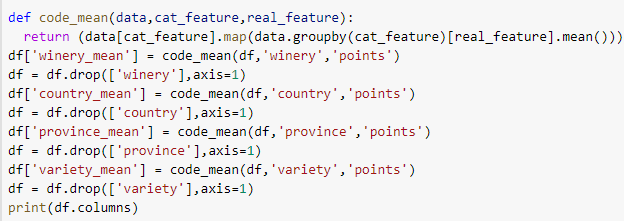 def code_mean(data,cat_feature,real_feature):
  return (data[cat_feature].map(data.groupby(cat_feature)[real_feature].mean()))
df['winery_mean'] = code_mean(df,'winery','points')
df = df.drop(['winery'],axis=1)
df['country_mean'] = code_mean(df,'country','points')
df = df.drop(['country'],axis=1)
df['province_mean'] = code_mean(df,'province','points')
df = df.drop(['province'],axis=1)
df['variety_mean'] = code_mean(df,'variety','points')
df = df.drop(['variety'],axis=1)
print(df.columns)